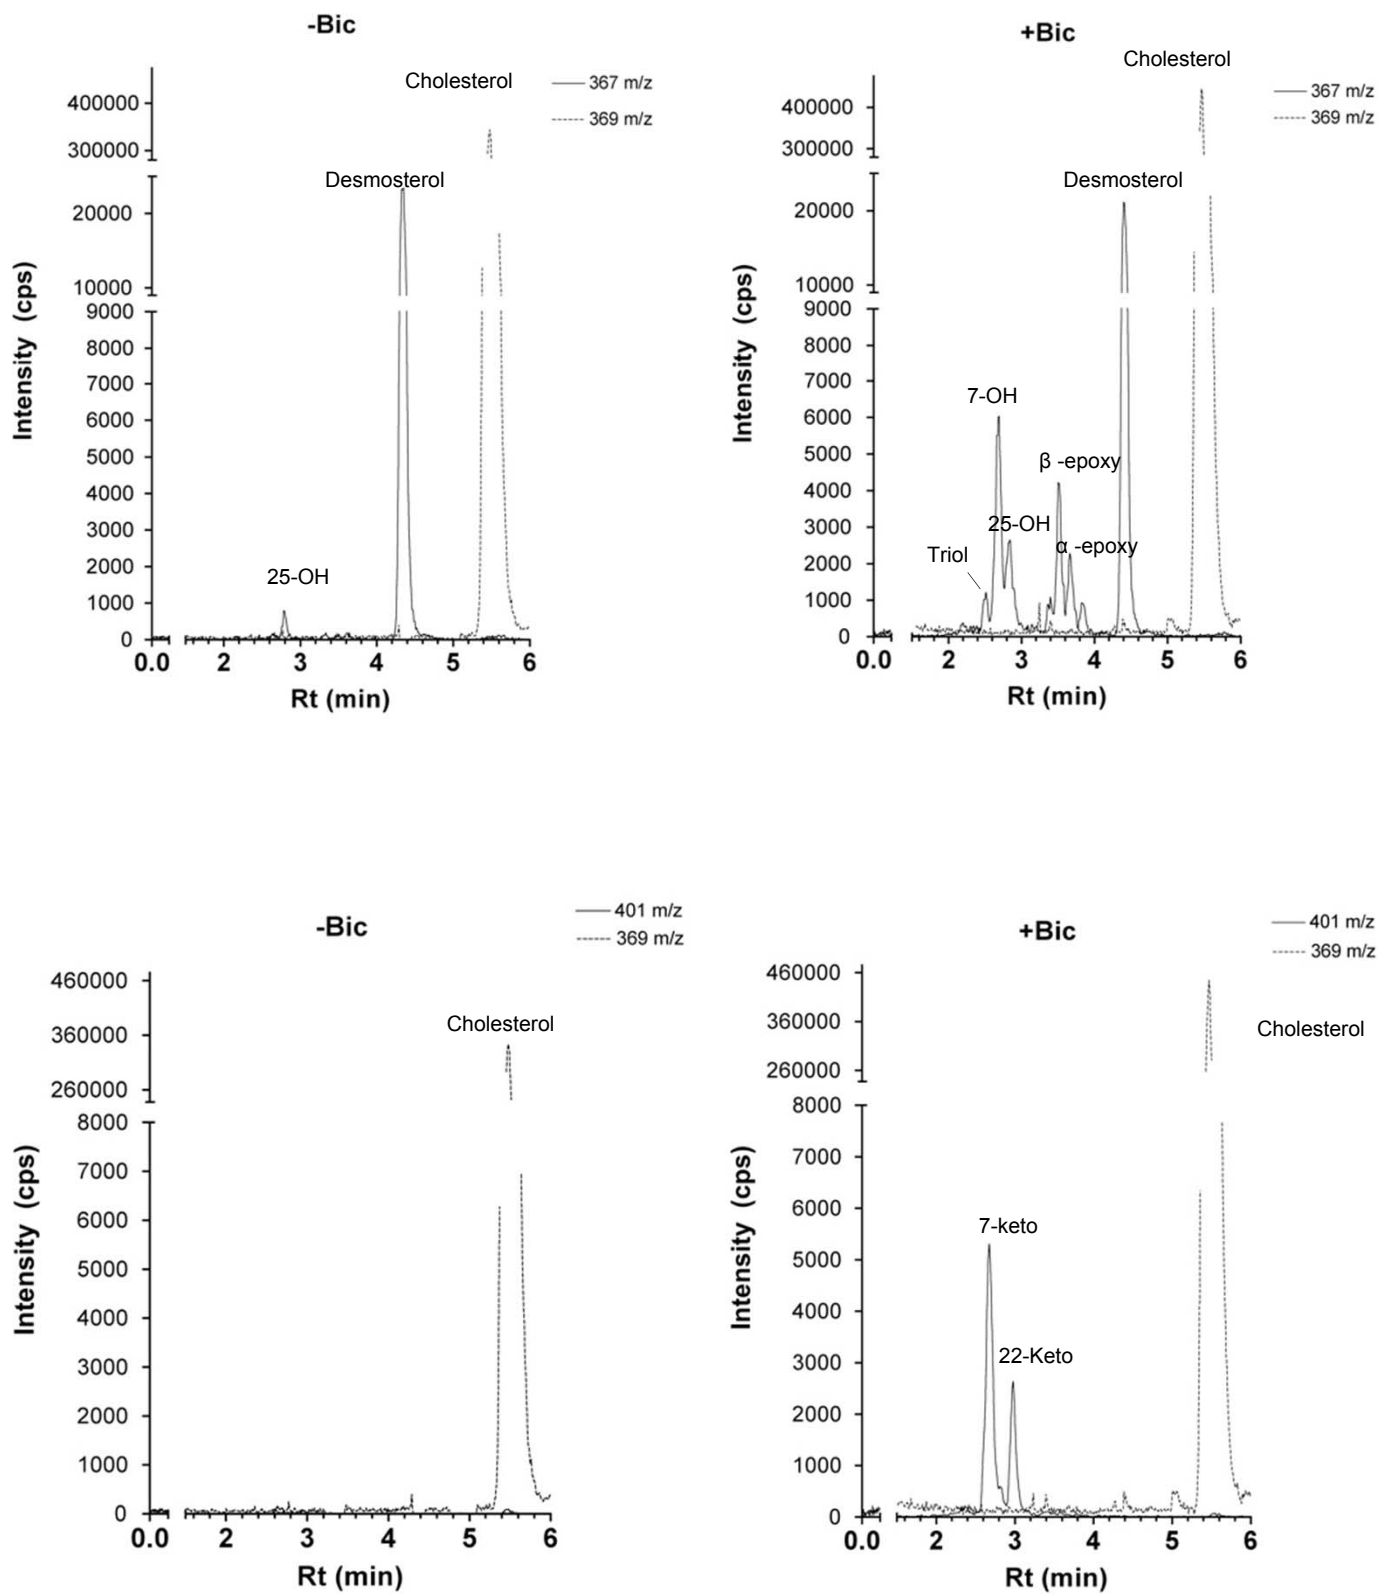 -Bic
Cholesterol
367 m/z
369 m/z
400000
300000
Desmosterol
20000
10000
9000
8000
7000
6000
5000
4000
3000
2000
1000
0
25-OH
Intensity (cps)
0.0 2 3 4 5 6
Rt (min)
+Bic
Cholesterol
367 m/z
369 m/z
400000
300000
Desmosterol
20000
10000
9000
8000
7000
6000
5000
4000
3000
2000
1000
0
7-OH
β -epoxy
25-OH
α -epoxy
Triol
Intensity (cps)
0.0 2 3 4 5 6
Rt (min)
-Bic
401 m/z
369 m/z
460000
360000
260000
Cholesterol
8000
7000
6000
5000
4000
3000
2000
1000
0
Intensity (cps)
0.0 2 3 4 5 6
Rt (min)
+Bic
401 m/z
369 m/z
460000
360000
260000
Cholesterol
8000
7000
6000
5000
4000
3000
2000
1000
0
7-keto
22-Keto
Intensity (cps)
0.0 2 3 4 5 6
Rt (min)